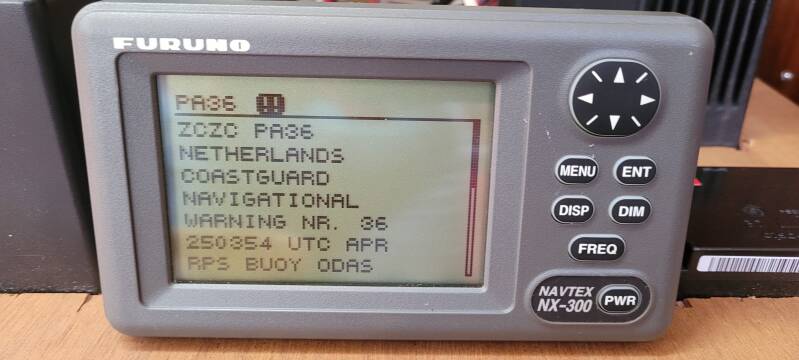 FURUNO
PA36 !!
ZCZC PA36
NETHERLANDS
COASTGUARD
NAVIGATIONAL
WARNING NR. 36
250354 UTC APR
RPS BUOY ODAS
MENU
ENT
DISP
DIM
FREQ
NAVTEX
NX-300
PWR